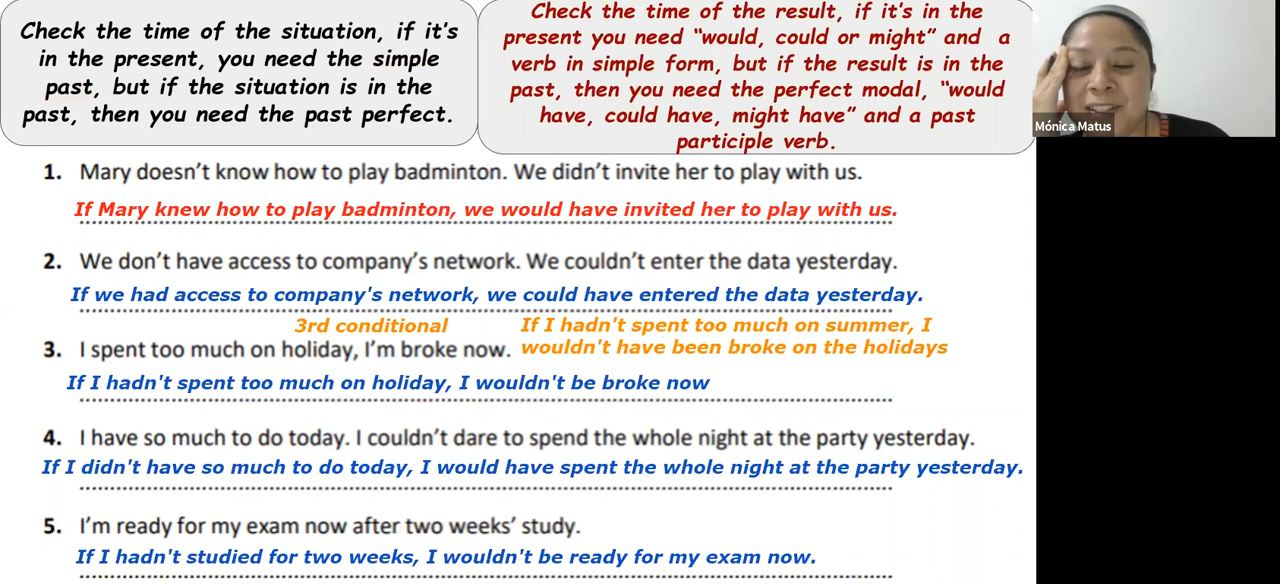 Check the time of the situation, if it's
in the present, you need the simple
past, but if the situation is in the
past, then you need the past perfect.
Check the time of the result, if it's in the
present you need “would, could or might” and a
verb in simple form, but if the result is in the
past, then you need the perfect modal, “would
have, could have, might have” and a past
participle verb.
Mónica Matus
1. Mary doesn't know how to play badminton. We didn't invite her to play with us.
If Mary knew how to play badminton, we would have invited her to play with us.
2. We don't have access to company's network. We couldn't enter the data yesterday.
If we had access to company's network, we could have entered the data yesterday.
3rd conditional
If I hadn't spent too much on summer, I
wouldn't have been broke on the holidays
3. I spent too much on holiday, I'm broke now.
If I hadn't spent too much on holiday, I wouldn't be broke now
4. I have so much to do today. I couldn't dare to spend the whole night at the party yesterday.
If I didn't have so much to do today, I would have spent the whole night at the party yesterday.
5. I'm ready for my exam now after two weeks' study.
If I hadn't studied for two weeks, I wouldn't be ready for my exam now.